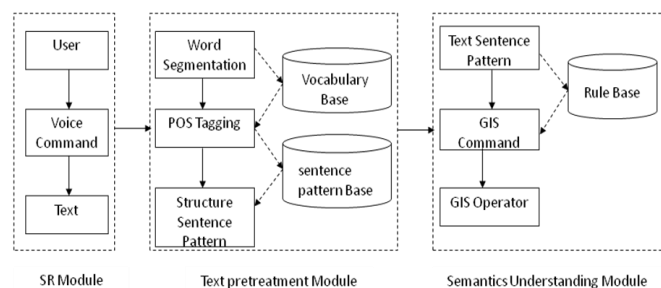 User
Voice
Command
Text
SR Module
Word
Segmentation
POS Tagging
Structure
Sentence
Pattern
Vocabulary
Base
sentence
pattern Base
Text pretreatment Module
Text Sentence
Pattern
GIS
Command
GIS Operator
Rule Base
Semantics Understanding Module